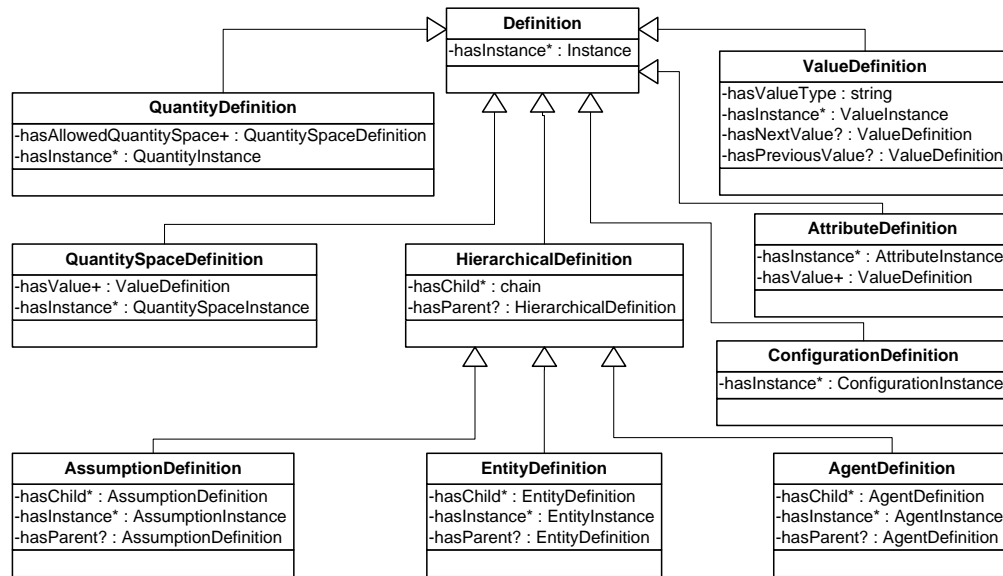 Definition
-hasInstance* : Instance
QuantityDefinition
-hasAllowedQuantitySpace+ : QuantitySpaceDefinition
-hasInstance* : QuantityInstance
ValueDefinition
-hasValueType : string
-hasInstance* : ValueInstance
-hasNextValue? : ValueDefinition
-hasPreviousValue? : ValueDefinition
QuantitySpaceDefinition
-hasValue+ : ValueDefinition
-hasInstance* : QuantitySpaceInstance
HierarchicalDefinition
-hasChild* : chain
-hasParent? : HierarchicalDefinition
AttributeDefinition
-hasInstance* : AttributeInstance
-hasValue+ : ValueDefinition
ConfigurationDefinition
-hasInstance* : ConfigurationInstance
AssumptionDefinition
-hasChild* : AssumptionDefinition
-hasInstance* : AssumptionInstance
-hasParent? : AssumptionDefinition
EntityDefinition
-hasChild* : EntityDefinition
-hasInstance* : EntityInstance
-hasParent? : EntityDefinition
AgentDefinition
-hasChild* : AgentDefinition
-hasInstance* : AgentInstance
-hasParent? : AgentDefinition